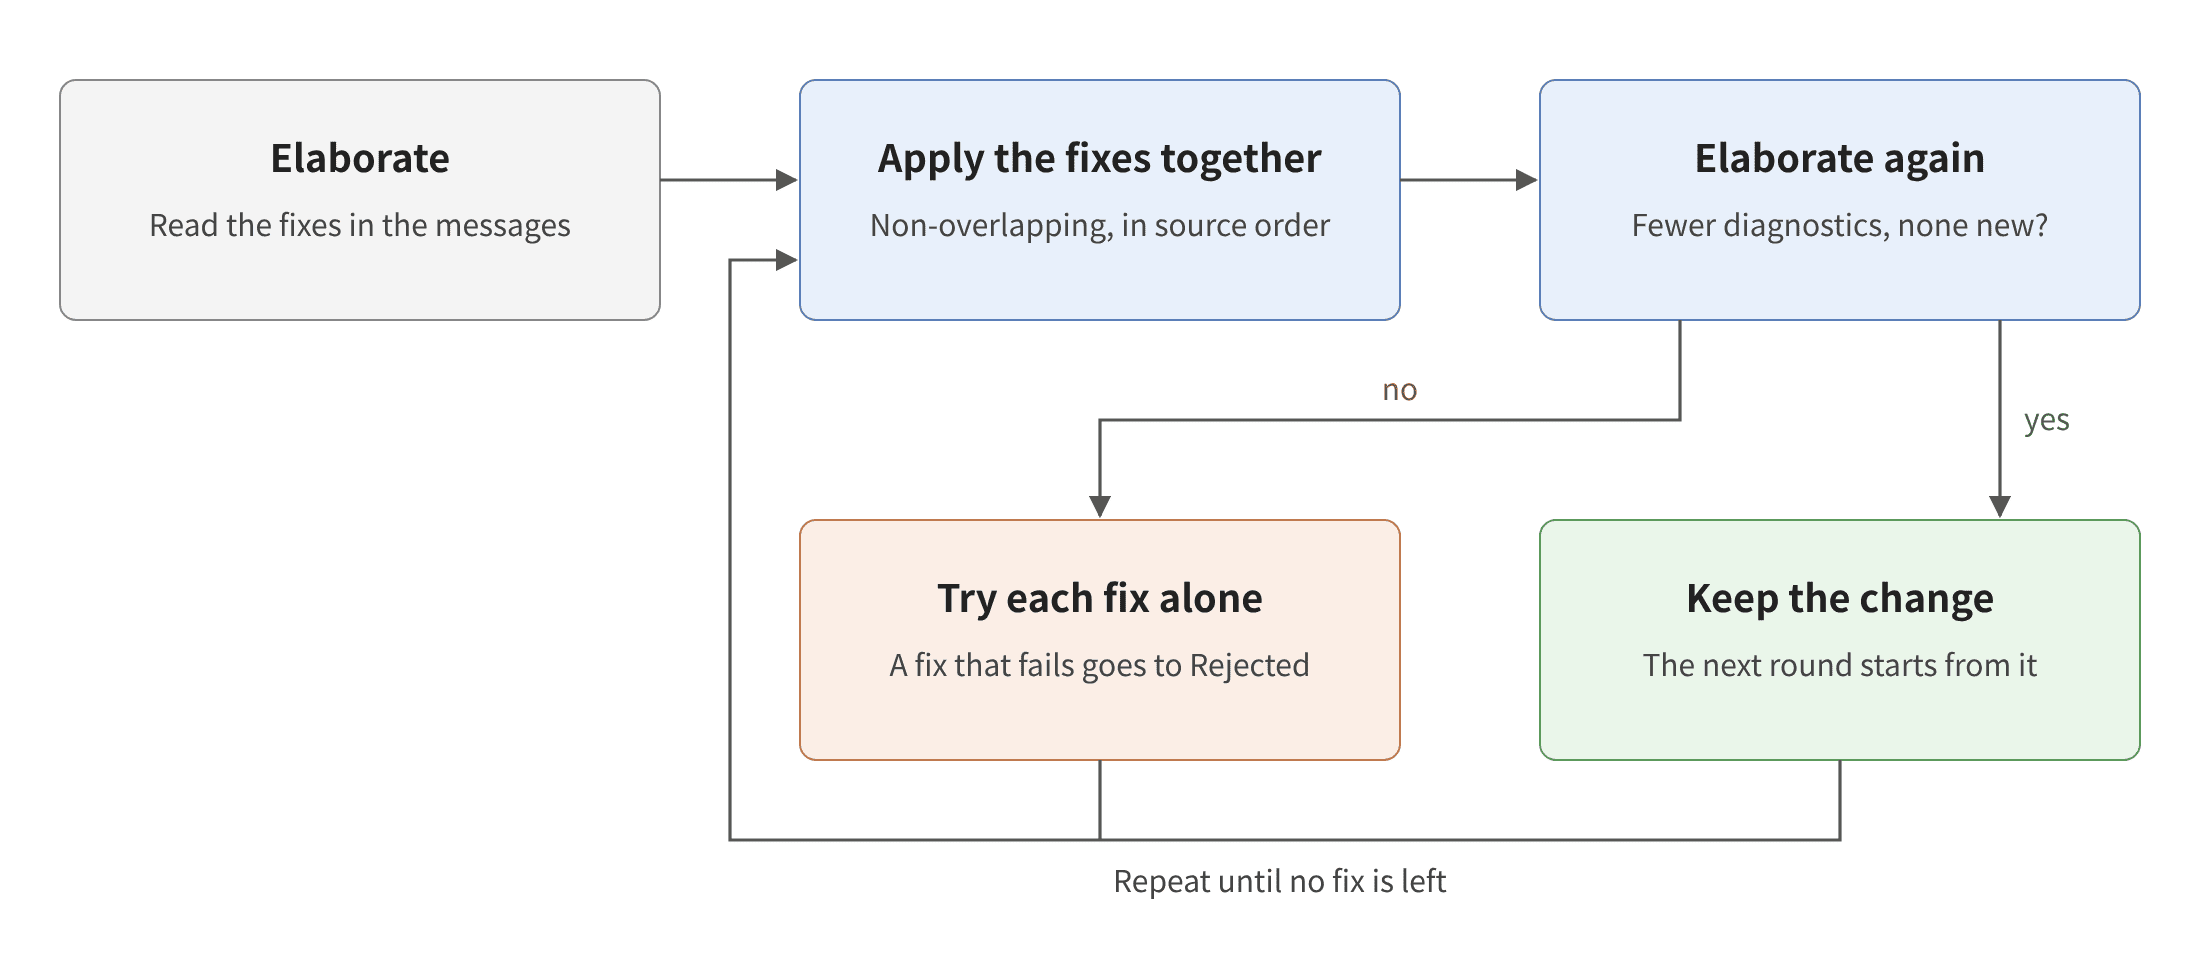 Elaborate
Read the fixes in the messages
Apply the fixes together
Non-overlapping, in source order
Elaborate again
Fewer diagnostics, none new?
no
yes
Try each fix alone
A fix that fails goes to Rejected
Keep the change
The next round starts from it
Repeat until no fix is left